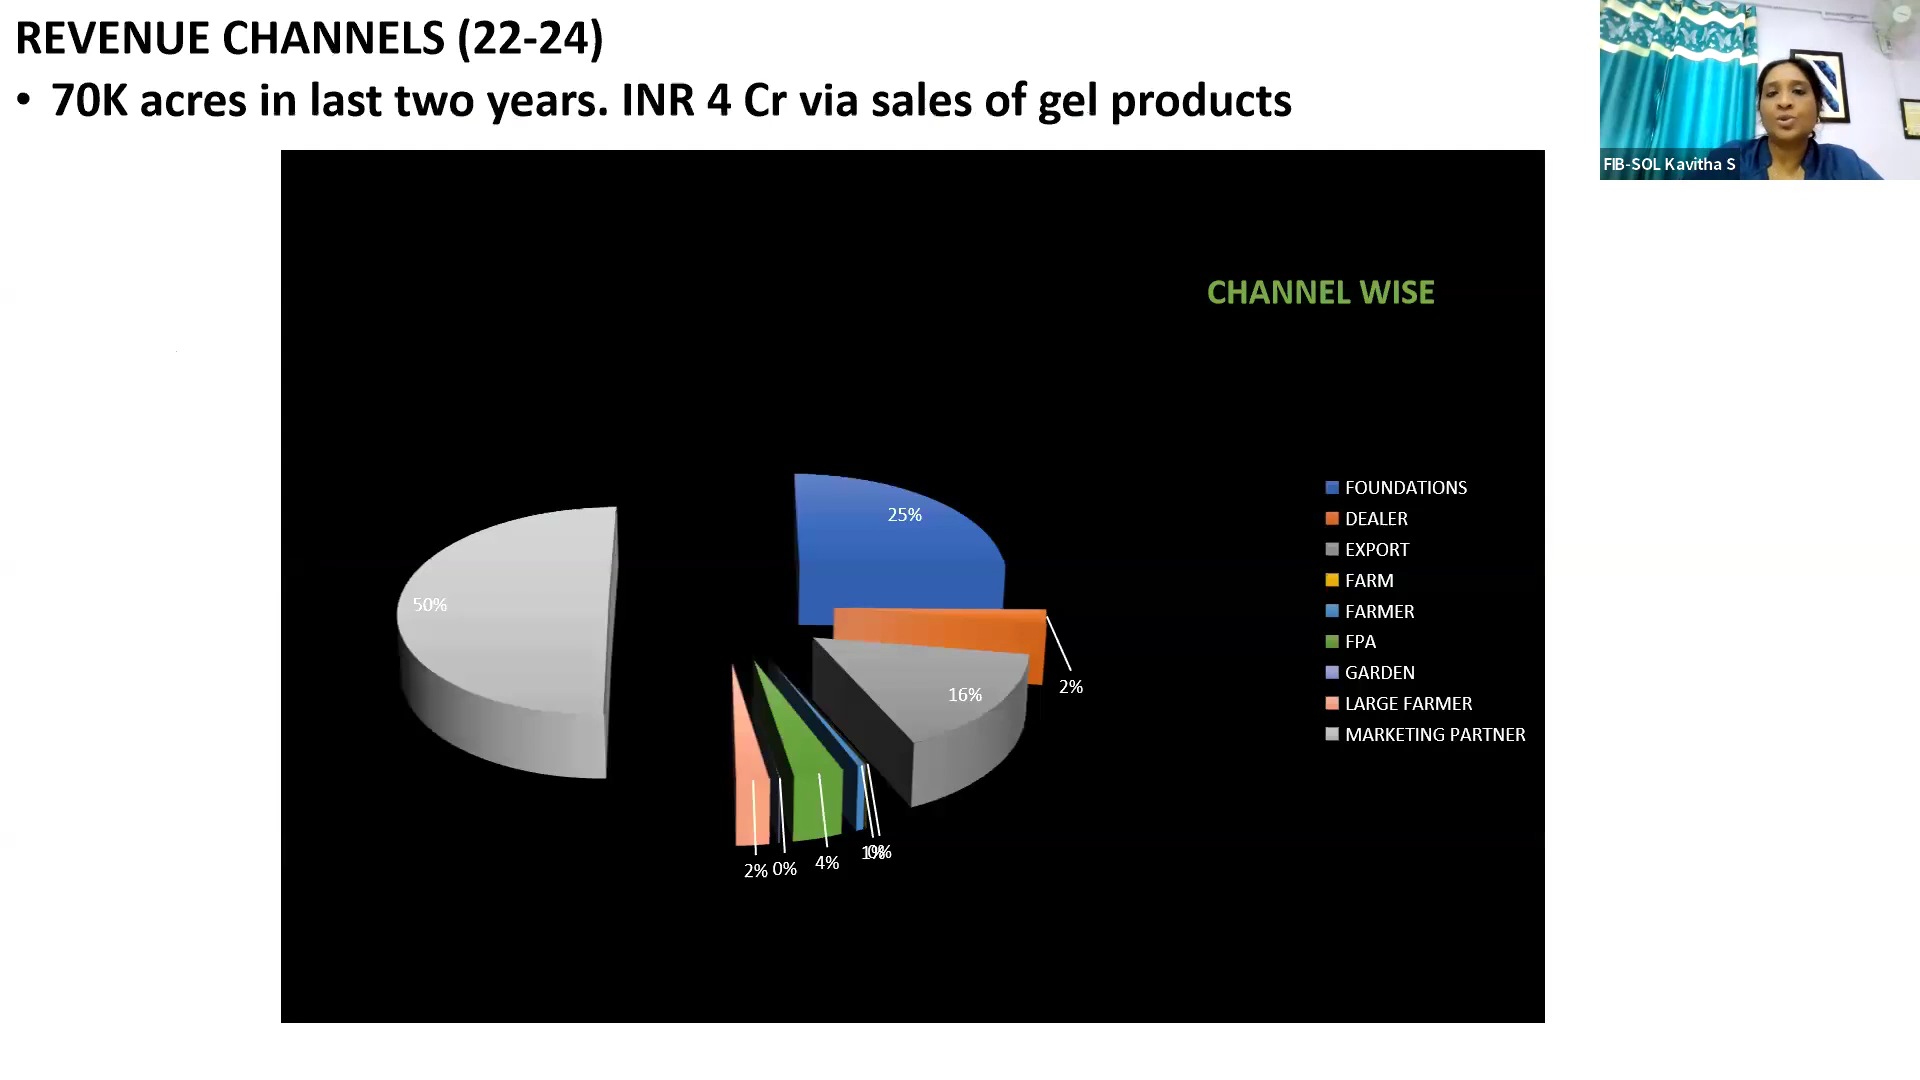 REVENUE CHANNELS (22-24)
• 70K acres in last two years. INR 4 Cr via sales of gel products
FIB-SOL Kavitha S
CHANNEL WISE
25%
50%
2%
16%
2%
0%
4%
1%
0%
FOUNDATIONS
DEALER
EXPORT
FARM
FARMER
FPA
GARDEN
LARGE FARMER
MARKETING PARTNER